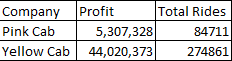 Company Profit Total Rides
Pink Cab 5,307,328 84711
Yellow Cab 44,020,373 274861